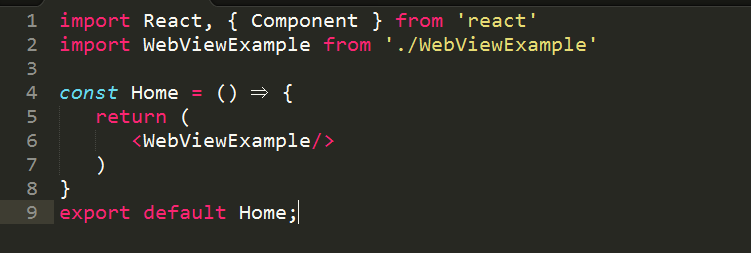 1 import React, { Component } from 'react'
2 import WebViewExample from './WebViewExample'
3
4 const Home = () => {
5    return (
6       <WebViewExample/>
7    )
8 }
9 export default Home;